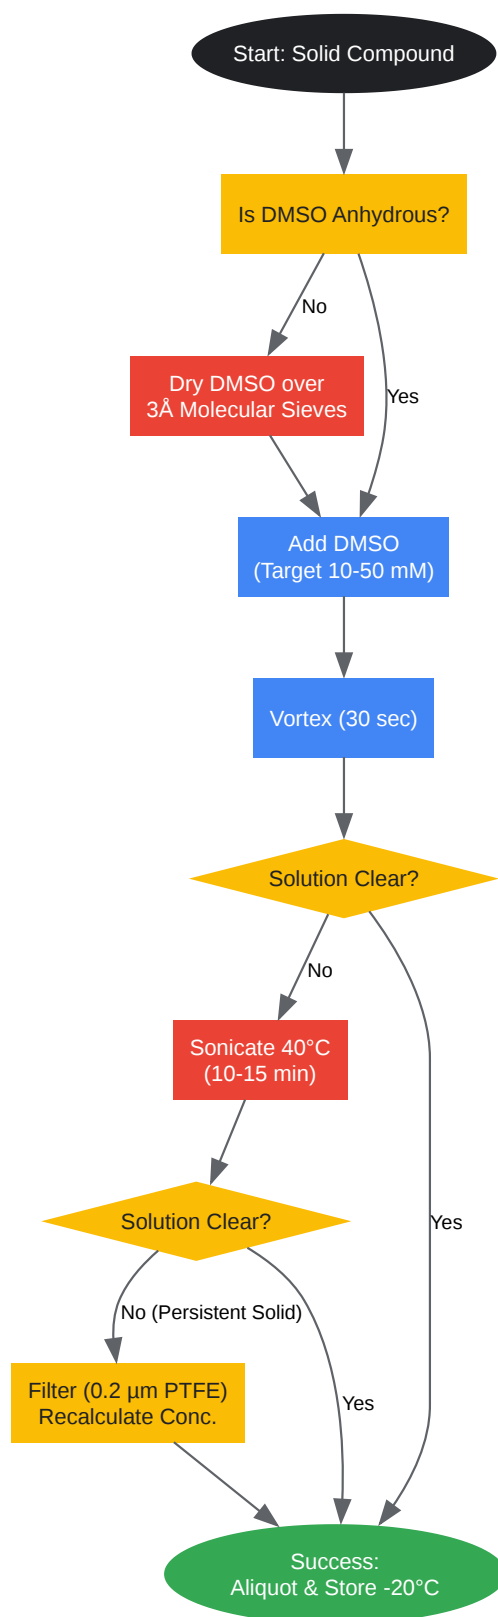 Start: Solid Compound
Is DMSO Anhydrous?
No
Dry DMSO over
3Å Molecular Sieves
Yes
Add DMSO
(Target 10-50 mM)
Vortex (30 sec)
Solution Clear?
No
Sonicate 40°C
(10-15 min)
Solution Clear?
Yes
No (Persistent Solid)
Filter (0.2 µm PTFE)
Recalculate Conc.
Yes
Success:
Aliquot & Store -20°C